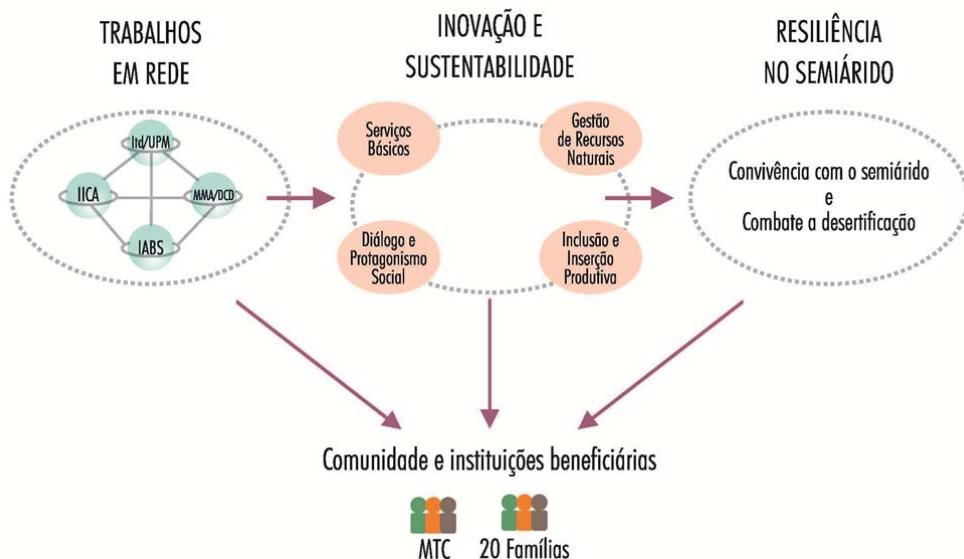 TRABALHOS
EM REDE
Itd/UPM
IICA
MMA/DCD
IABS
INOVAÇÃO E
SUSTENTABILIDADE
Serviços
Básicos
Gestão
de Recursos
Naturais
Diálogo e
Protagonismo
Social
Inclusão e
Inserção
Produtiva
RESILIÊNCIA
NO SEMIÁRIDO
Convivência com o semiárido
e
Combate a desertificação
Comunidade e instituições beneficiárias
MTC
20 Famílias